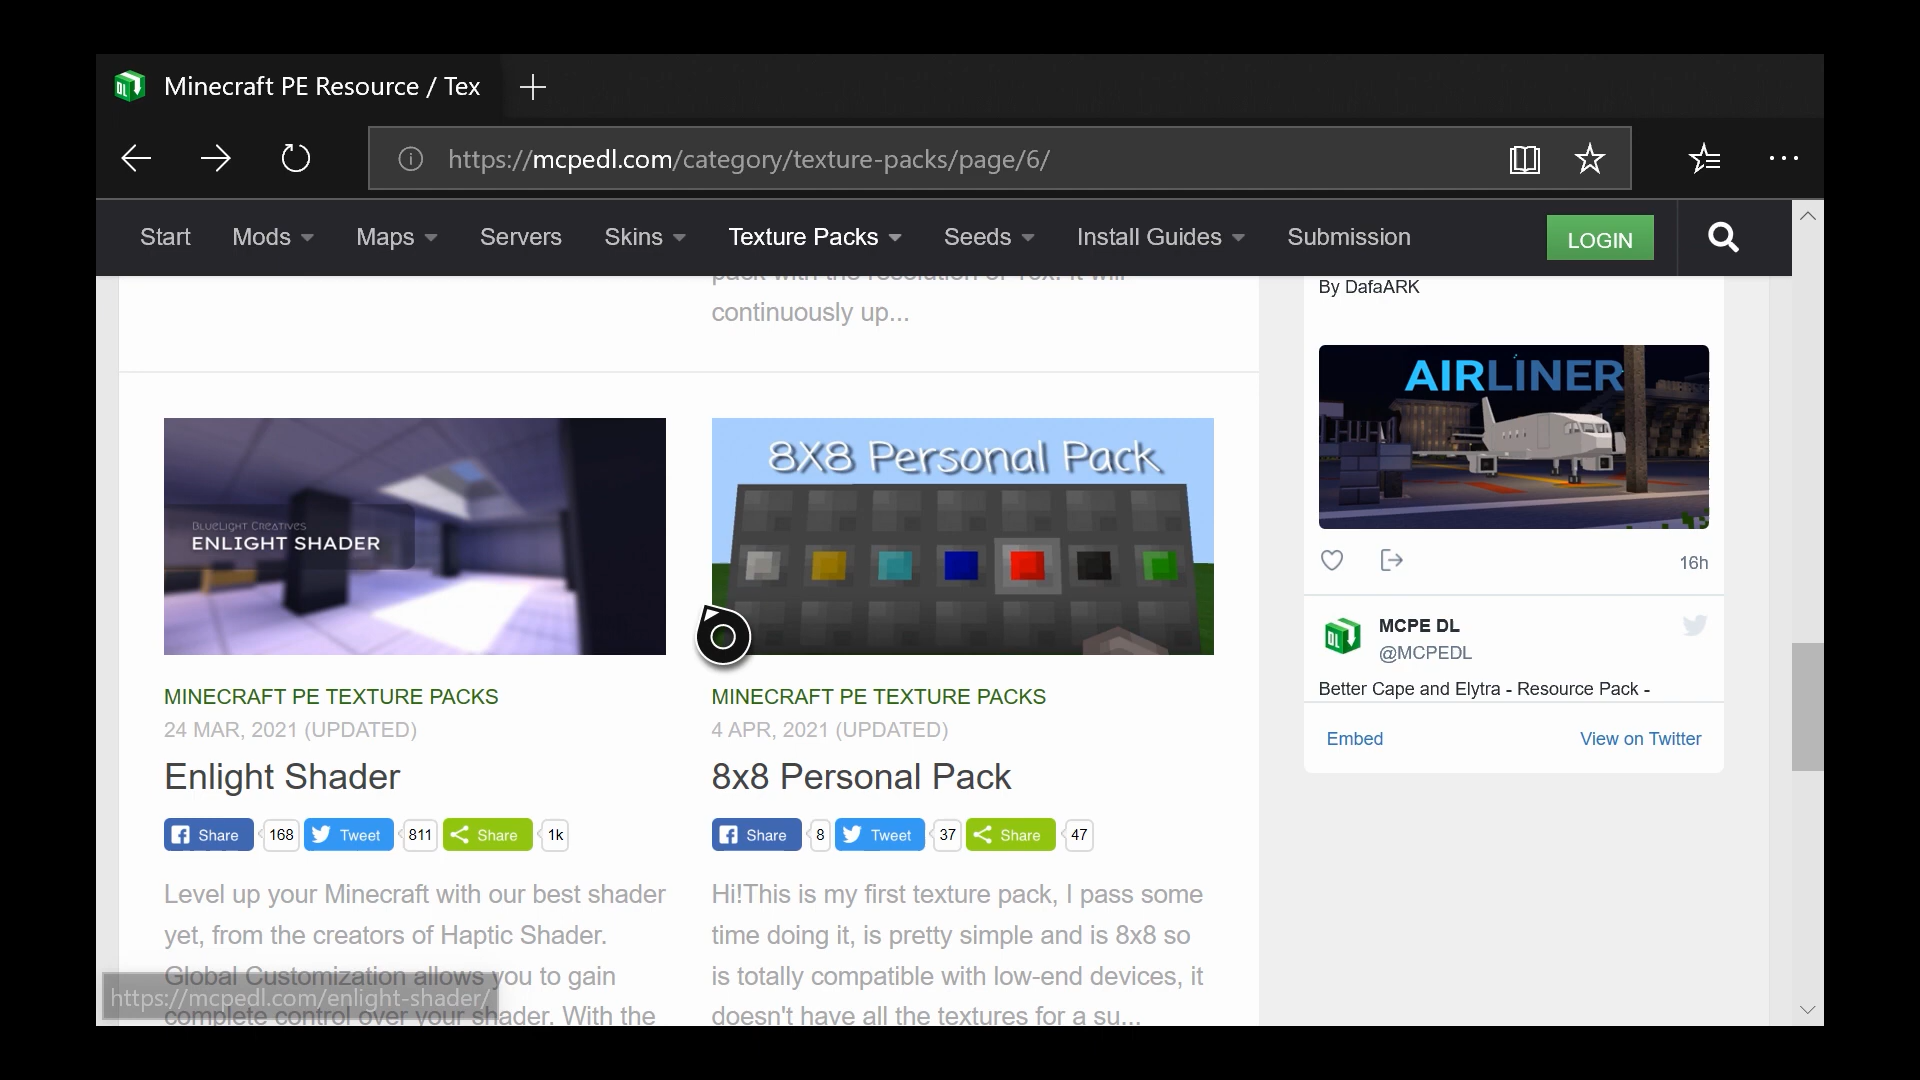 Minecraft PE Resource / Tex
https://mcpedl.com/category/texture-packs/page/6/
Start Mods Maps Servers Skins Texture Packs Seeds Install Guides Submission LOGIN
pack with the resolution of
continuously up...
BLUELIGHT CREATIVES
ENLIGHT SHADER
MINECRAFT PE TEXTURE PACKS
24 MAR, 2021 (UPDATED)
Enlight Shader
Share 168 Tweet 811 Share 1k
Level up your Minecraft with our best shader
yet, from the creators of Haptic Shader.
Global Customization allows you to gain
complete control over your shader. With the
https://mcpedl.com/enlight-shader/
8X8 Personal Pack
MINECRAFT PE TEXTURE PACKS
4 APR, 2021 (UPDATED)
8x8 Personal Pack
Share 8 Tweet 37 Share 47
Hi!This is my first texture pack, I pass some
time doing it, is pretty simple and is 8x8 so
is totally compatible with low-end devices, it
doesn't have all the textures for a su...
By DafaARK
AIRLINER
16h
DL
MCPE DL
@MCPEDL
Better Cape and Elytra - Resource Pack -
Embed View on Twitter